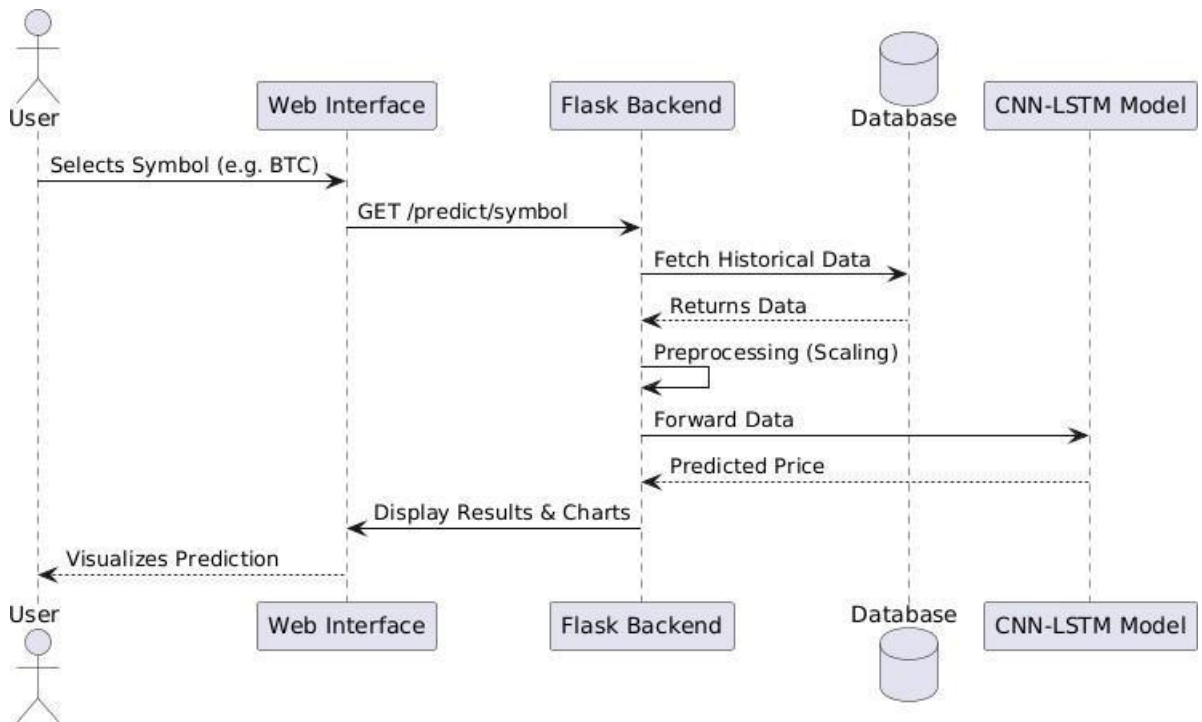 User
Web Interface
Flask Backend
Database
CNN-LSTM Model
Selects Symbol (e.g. BTC)
GET /predict/symbol
Fetch Historical Data
Returns Data
Preprocessing (Scaling)
Forward Data
Predicted Price
Display Results & Charts
Visualizes Prediction
User
Web Interface
Flask Backend
Database
CNN-LSTM Model